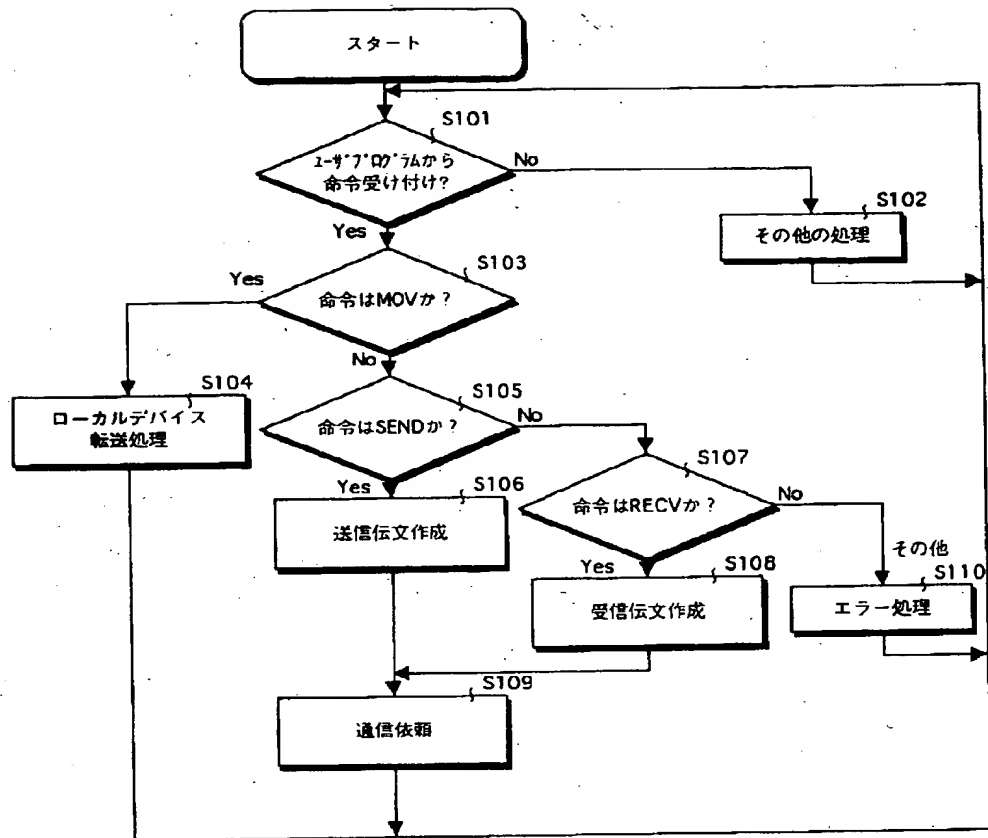 スタート
S101
ユーザプログラムから
命令受け付け?
No
S102
Yes
その他の処理
S103
Yes
命令はMOVか?
No
S104
S105
ローカルデバイス
転送処理
命令はSENDか?
No
S107
Yes
S106
命令はRECVか?
No
送信伝文作成
その他
Yes
S108
S110
受信伝文作成
エラー処理
S109
通信依頼